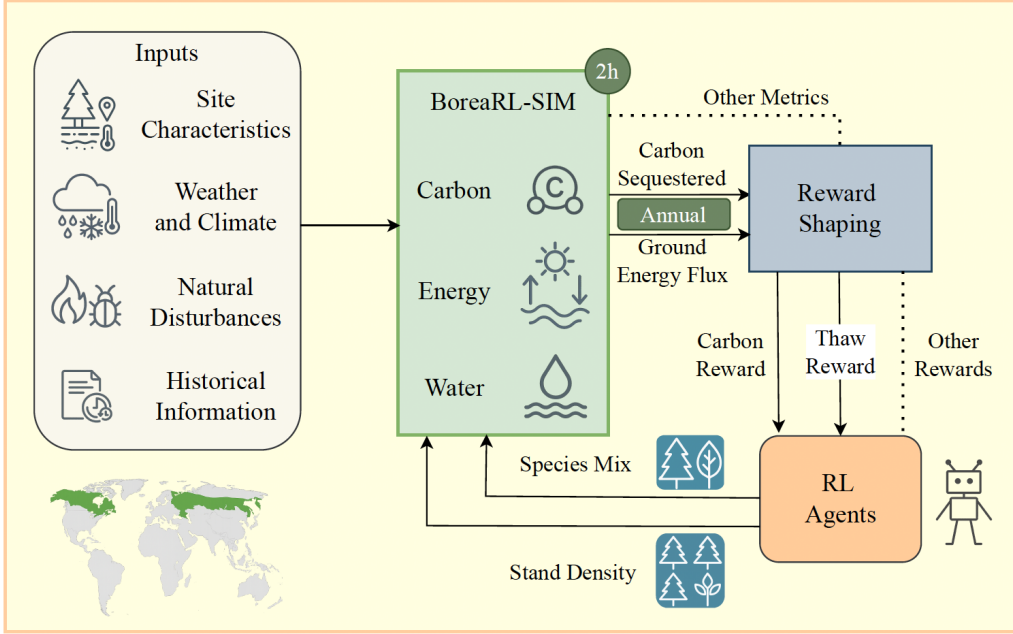 Inputs
Site
Characteristics
Weather
and Climate
Natural
Disturbances
Historical
Information
2h
BoreaRL-SIM
Carbon
C
Energy
Water
Other Metrics
Carbon
Sequestered
Annual
Ground
Energy Flux
Reward
Shaping
Carbon
Reward
Thaw
Reward
Other
Rewards
Species Mix
Stand Density
RL
Agents